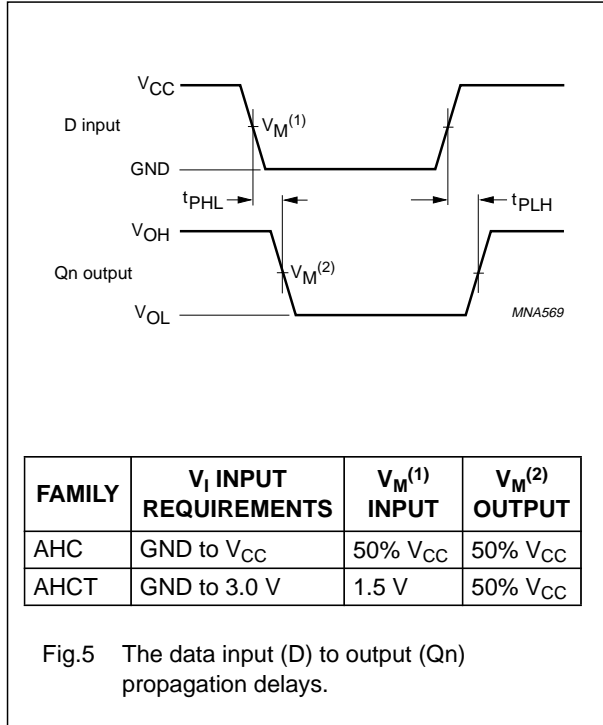 VCC
D input
VM(1)
GND
tPHL
tPLH
VOH
Qn output
VM(2)
VOL
MNA569
FAMILY VI INPUT REQUIREMENTS VM(1) INPUT VM(2) OUTPUT
AHC GND to VCC 50% VCC 50% VCC
AHCT GND to 3.0 V 1.5 V 50% VCC
Fig.5 The data input (D) to output (Qn)
propagation delays.